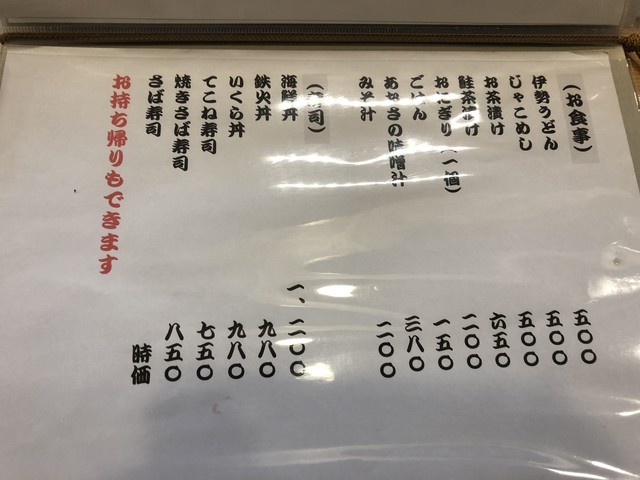 (お食事)
伊勢うどん 五〇〇
じゃこめし 五〇〇
お茶漬け 五〇〇
鮭茶漬け 六五〇
おにぎり(一個) 二〇〇
ごはん 一五〇
あおさの味噌汁 三八〇
みそ汁 二〇〇
(寿司)
海鮮丼 一、二〇〇
鉄火丼 九八〇
いくら丼 九八〇
てこね寿司 七五〇
焼きさば寿司 八五〇
さば寿司 時価
お持ち帰りもできます